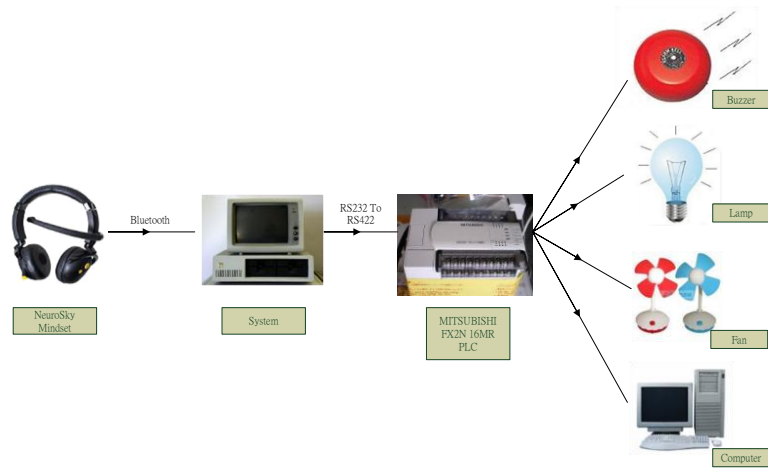 Buzzer
Bluetooth
RS232 To
RS422
Lamp
NeuroSky
Mindset
System
MITSUBISHI
FX2N 16MR
PLC
Fan
Computer